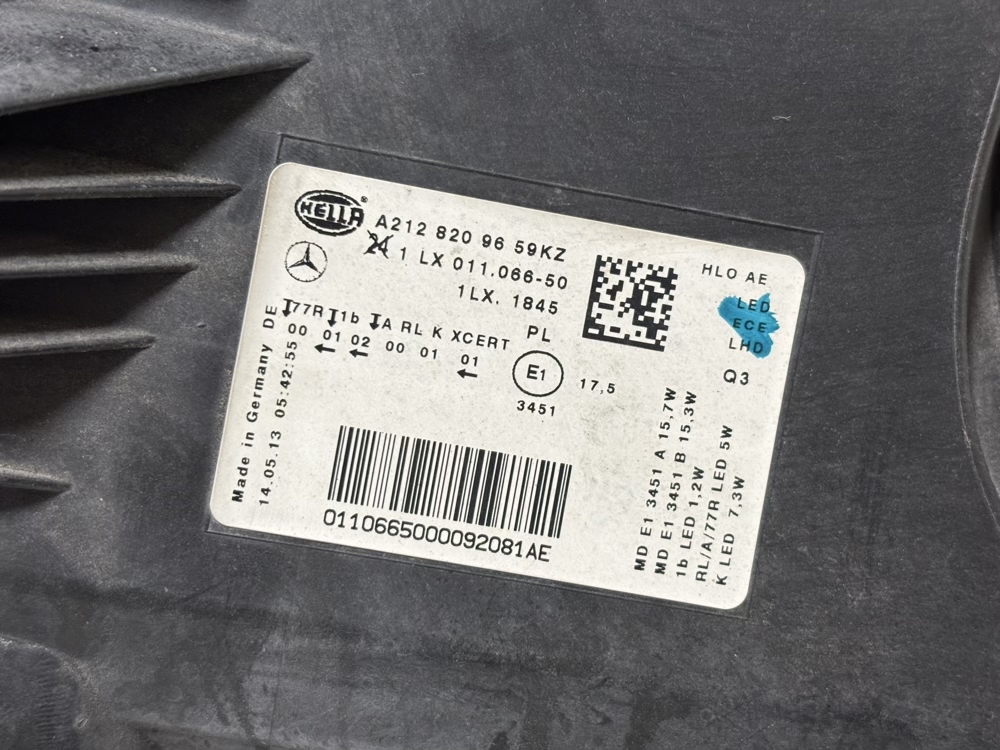 HELLA ®
A212 820 96 59KZ
24 1 LX 011.066-50
1LX. 1845
77R 1b A RL K XCERT PL
00 01 02 00 01 01
E1
17,5
3451
Made in Germany DE
14.05.13 05:42:55
0110665000092081AE
HLO AE
LED
ECE
LHD
Q3
MD E1 3451 A 15,7W
MD E1 3451 B 15,3W
1b LED 1,2W
RL/A/77R LED 5W
K LED 7,3W